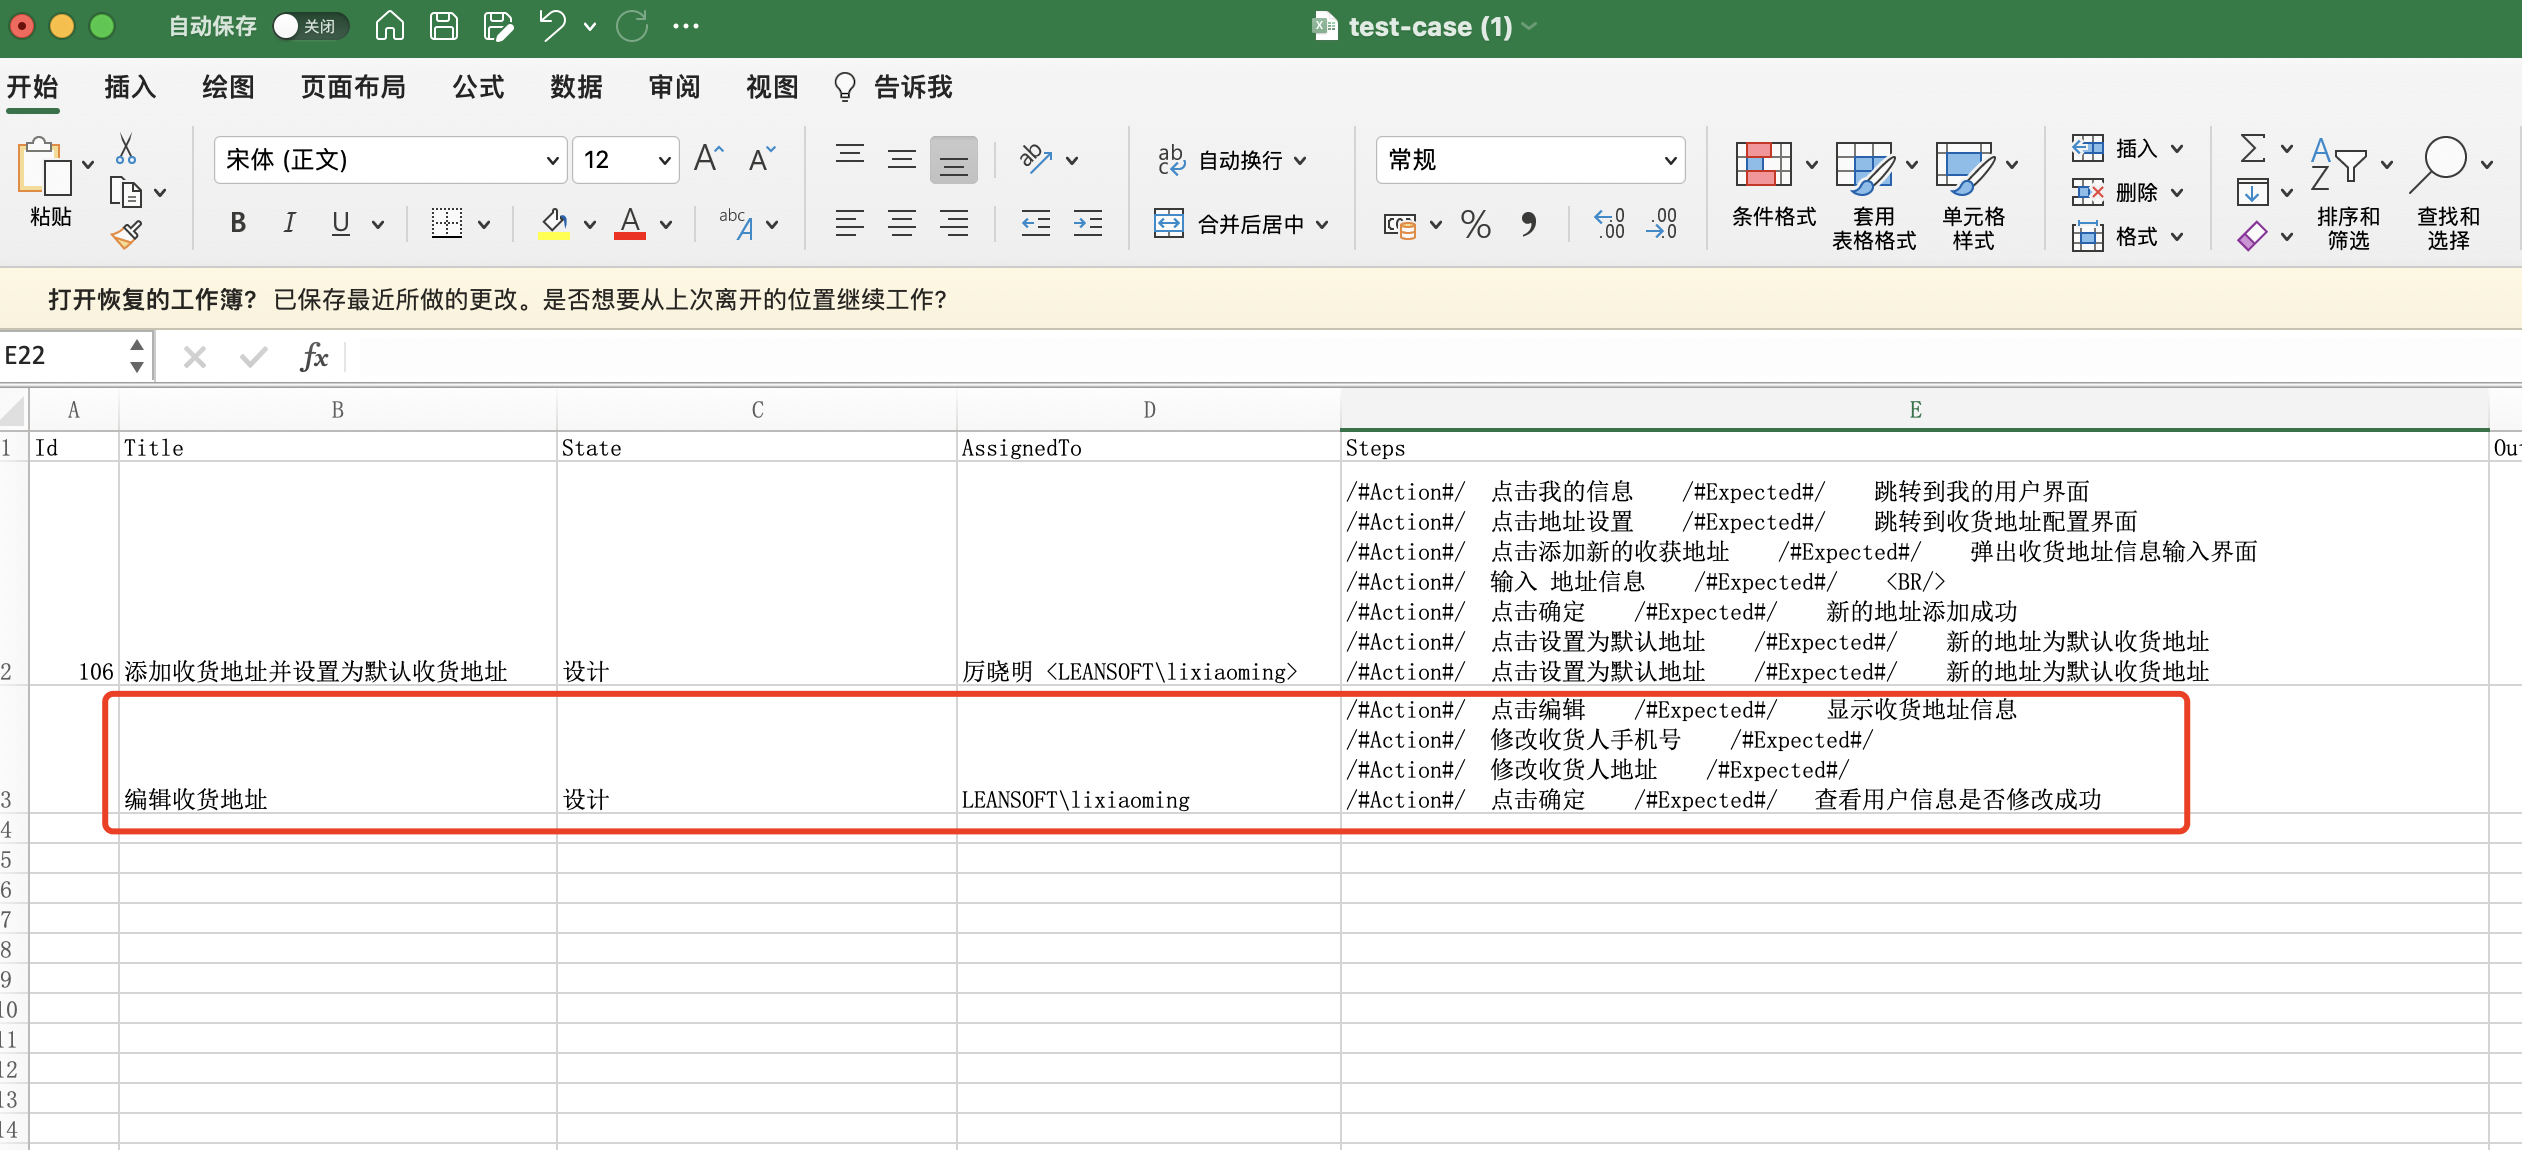 自动保存 关闭 test-case (1)
开始 插入 绘图 页面布局 公式 数据 审阅 视图 告诉我
粘贴
宋体 (正文) 12
B I U
abc A
自动换行
合并后居中
常规
条件格式
套用
表格格式
单元格
样式
插入
删除
格式
排序和
筛选
查找和
选择
打开恢复的工作簿? 已保存最近所做的更改。是否想要从上次离开的位置继续工作?
E22 fx
A B C D E
1 Id Title State AssignedTo Steps Out
/#Action#/ 点击我的信息 /#Expected#/ 跳转到我的用户界面
/#Action#/ 点击地址设置 /#Expected#/ 跳转到收货地址配置界面
/#Action#/ 点击添加新的收获地址 /#Expected#/ 弹出收货地址信息输入界面
/#Action#/ 输入 地址信息 /#Expected#/ <BR/>
/#Action#/ 点击确定 /#Expected#/ 新的地址添加成功
/#Action#/ 点击设置为默认地址 /#Expected#/ 新的地址为默认收货地址
2 106 添加收货地址并设置为默认收货地址 设计 厉晓明 <LEANSOFT\lixiaoming> /#Action#/ 点击设置为默认地址 /#Expected#/ 新的地址为默认收货地址
/#Action#/ 点击编辑 /#Expected#/ 显示收货地址信息
/#Action#/ 修改收货人手机号 /#Expected#/
/#Action#/ 修改收货人地址 /#Expected#/
3 编辑收货地址 设计 LEANSOFT\lixiaoming /#Action#/ 点击确定 /#Expected#/ 查看用户信息是否修改成功
4
5
6
7
8
9
10
11
12
13
14